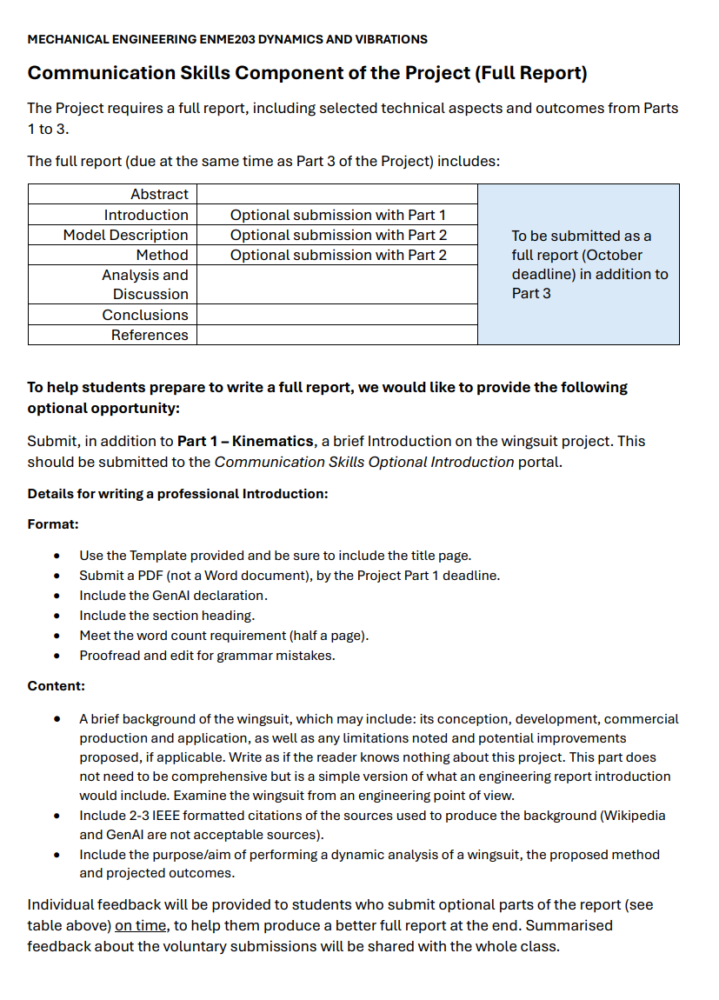 MECHANICAL ENGINEERING ENME203 DYNAMICS AND VIBRATIONS
Communication Skills Component of the Project (Full Report)
The Project requires a full report, including selected technical aspects and outcomes from Parts
1 to 3.
The full report (due at the same time as Part 3 of the Project) includes:
Abstract
Introduction Optional submission with Part 1
Model Description Optional submission with Part 2
Method Optional submission with Part 2
Analysis and
Discussion
Conclusions
References
To be submitted as a
full report (October
deadline) in addition to
Part 3
To help students prepare to write a full report, we would like to provide the following
optional opportunity:
Submit, in addition to Part 1 – Kinematics, a brief Introduction on the wingsuit project. This
should be submitted to the Communication Skills Optional Introduction portal.
Details for writing a professional Introduction:
Format:
• Use the Template provided and be sure to include the title page.
• Submit a PDF (not a Word document), by the Project Part 1 deadline.
• Include the GenAI declaration.
• Include the section heading.
• Meet the word count requirement (half a page).
• Proofread and edit for grammar mistakes.
Content:
• A brief background of the wingsuit, which may include: its conception, development, commercial
production and application, as well as any limitations noted and potential improvements
proposed, if applicable. Write as if the reader knows nothing about this project. This part does
not need to be comprehensive but is a simple version of what an engineering report introduction
would include. Examine the wingsuit from an engineering point of view.
• Include 2-3 IEEE formatted citations of the sources used to produce the background (Wikipedia
and GenAI are not acceptable sources).
• Include the purpose/aim of performing a dynamic analysis of a wingsuit, the proposed method
and projected outcomes.
Individual feedback will be provided to students who submit optional parts of the report (see
table above) on time, to help them produce a better full report at the end. Summarised
feedback about the voluntary submissions will be shared with the whole class.